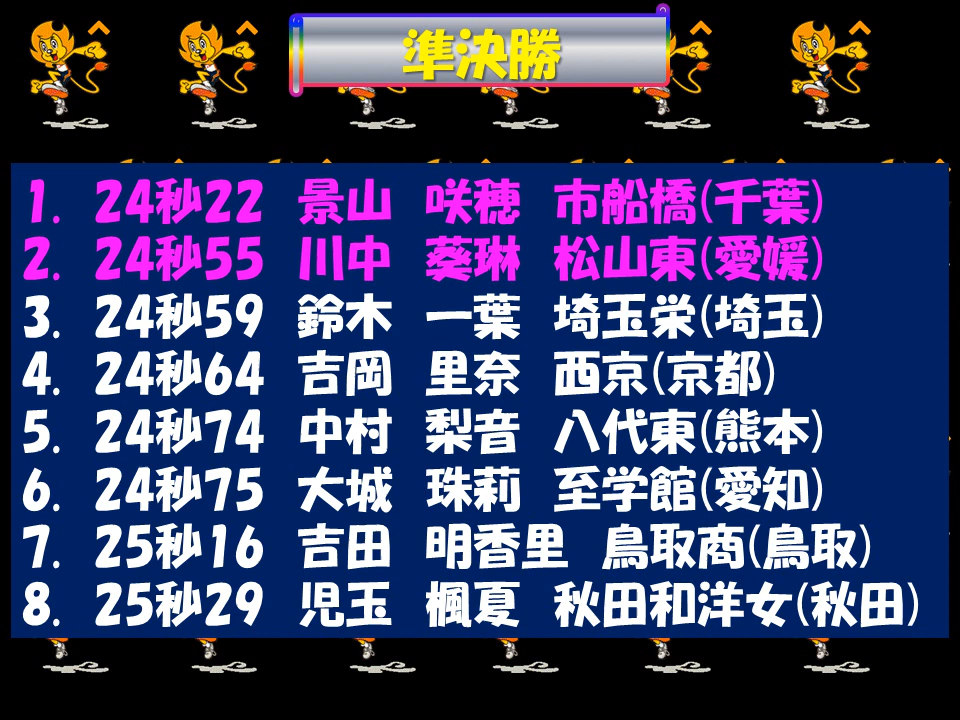 準決勝
1. 24秒22 景山 咲穂 市船橋(千葉)
2. 24秒55 川中 葵琳 松山東(愛媛)
3. 24秒59 鈴木 一葉 埼玉栄(埼玉)
4. 24秒64 吉岡 里奈 西京(京都)
5. 24秒74 中村 梨音 八代東(熊本)
6. 24秒75 大城 珠莉 至学館(愛知)
7. 25秒16 吉田 明香里 鳥取商(鳥取)
8. 25秒29 児玉 楓夏 秋田和洋女(秋田)